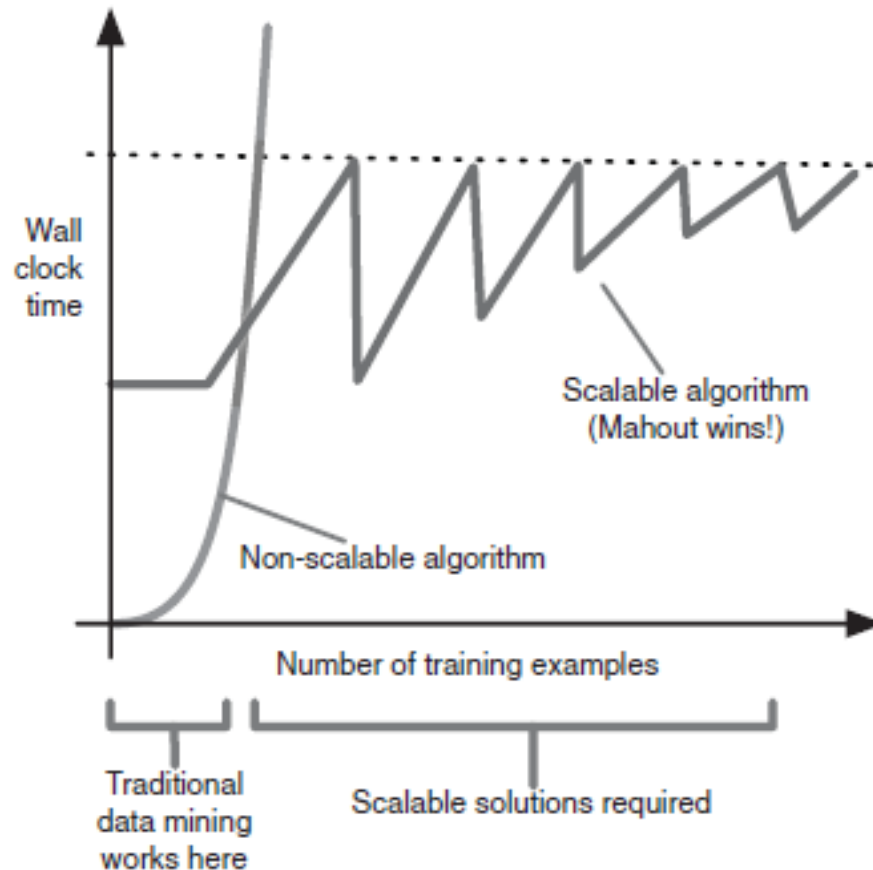 Wall
clock
time
Scalable algorithm
(Mahout wins!)
Non-scalable algorithm
Number of training examples
Traditional
data mining
works here
Scalable solutions required